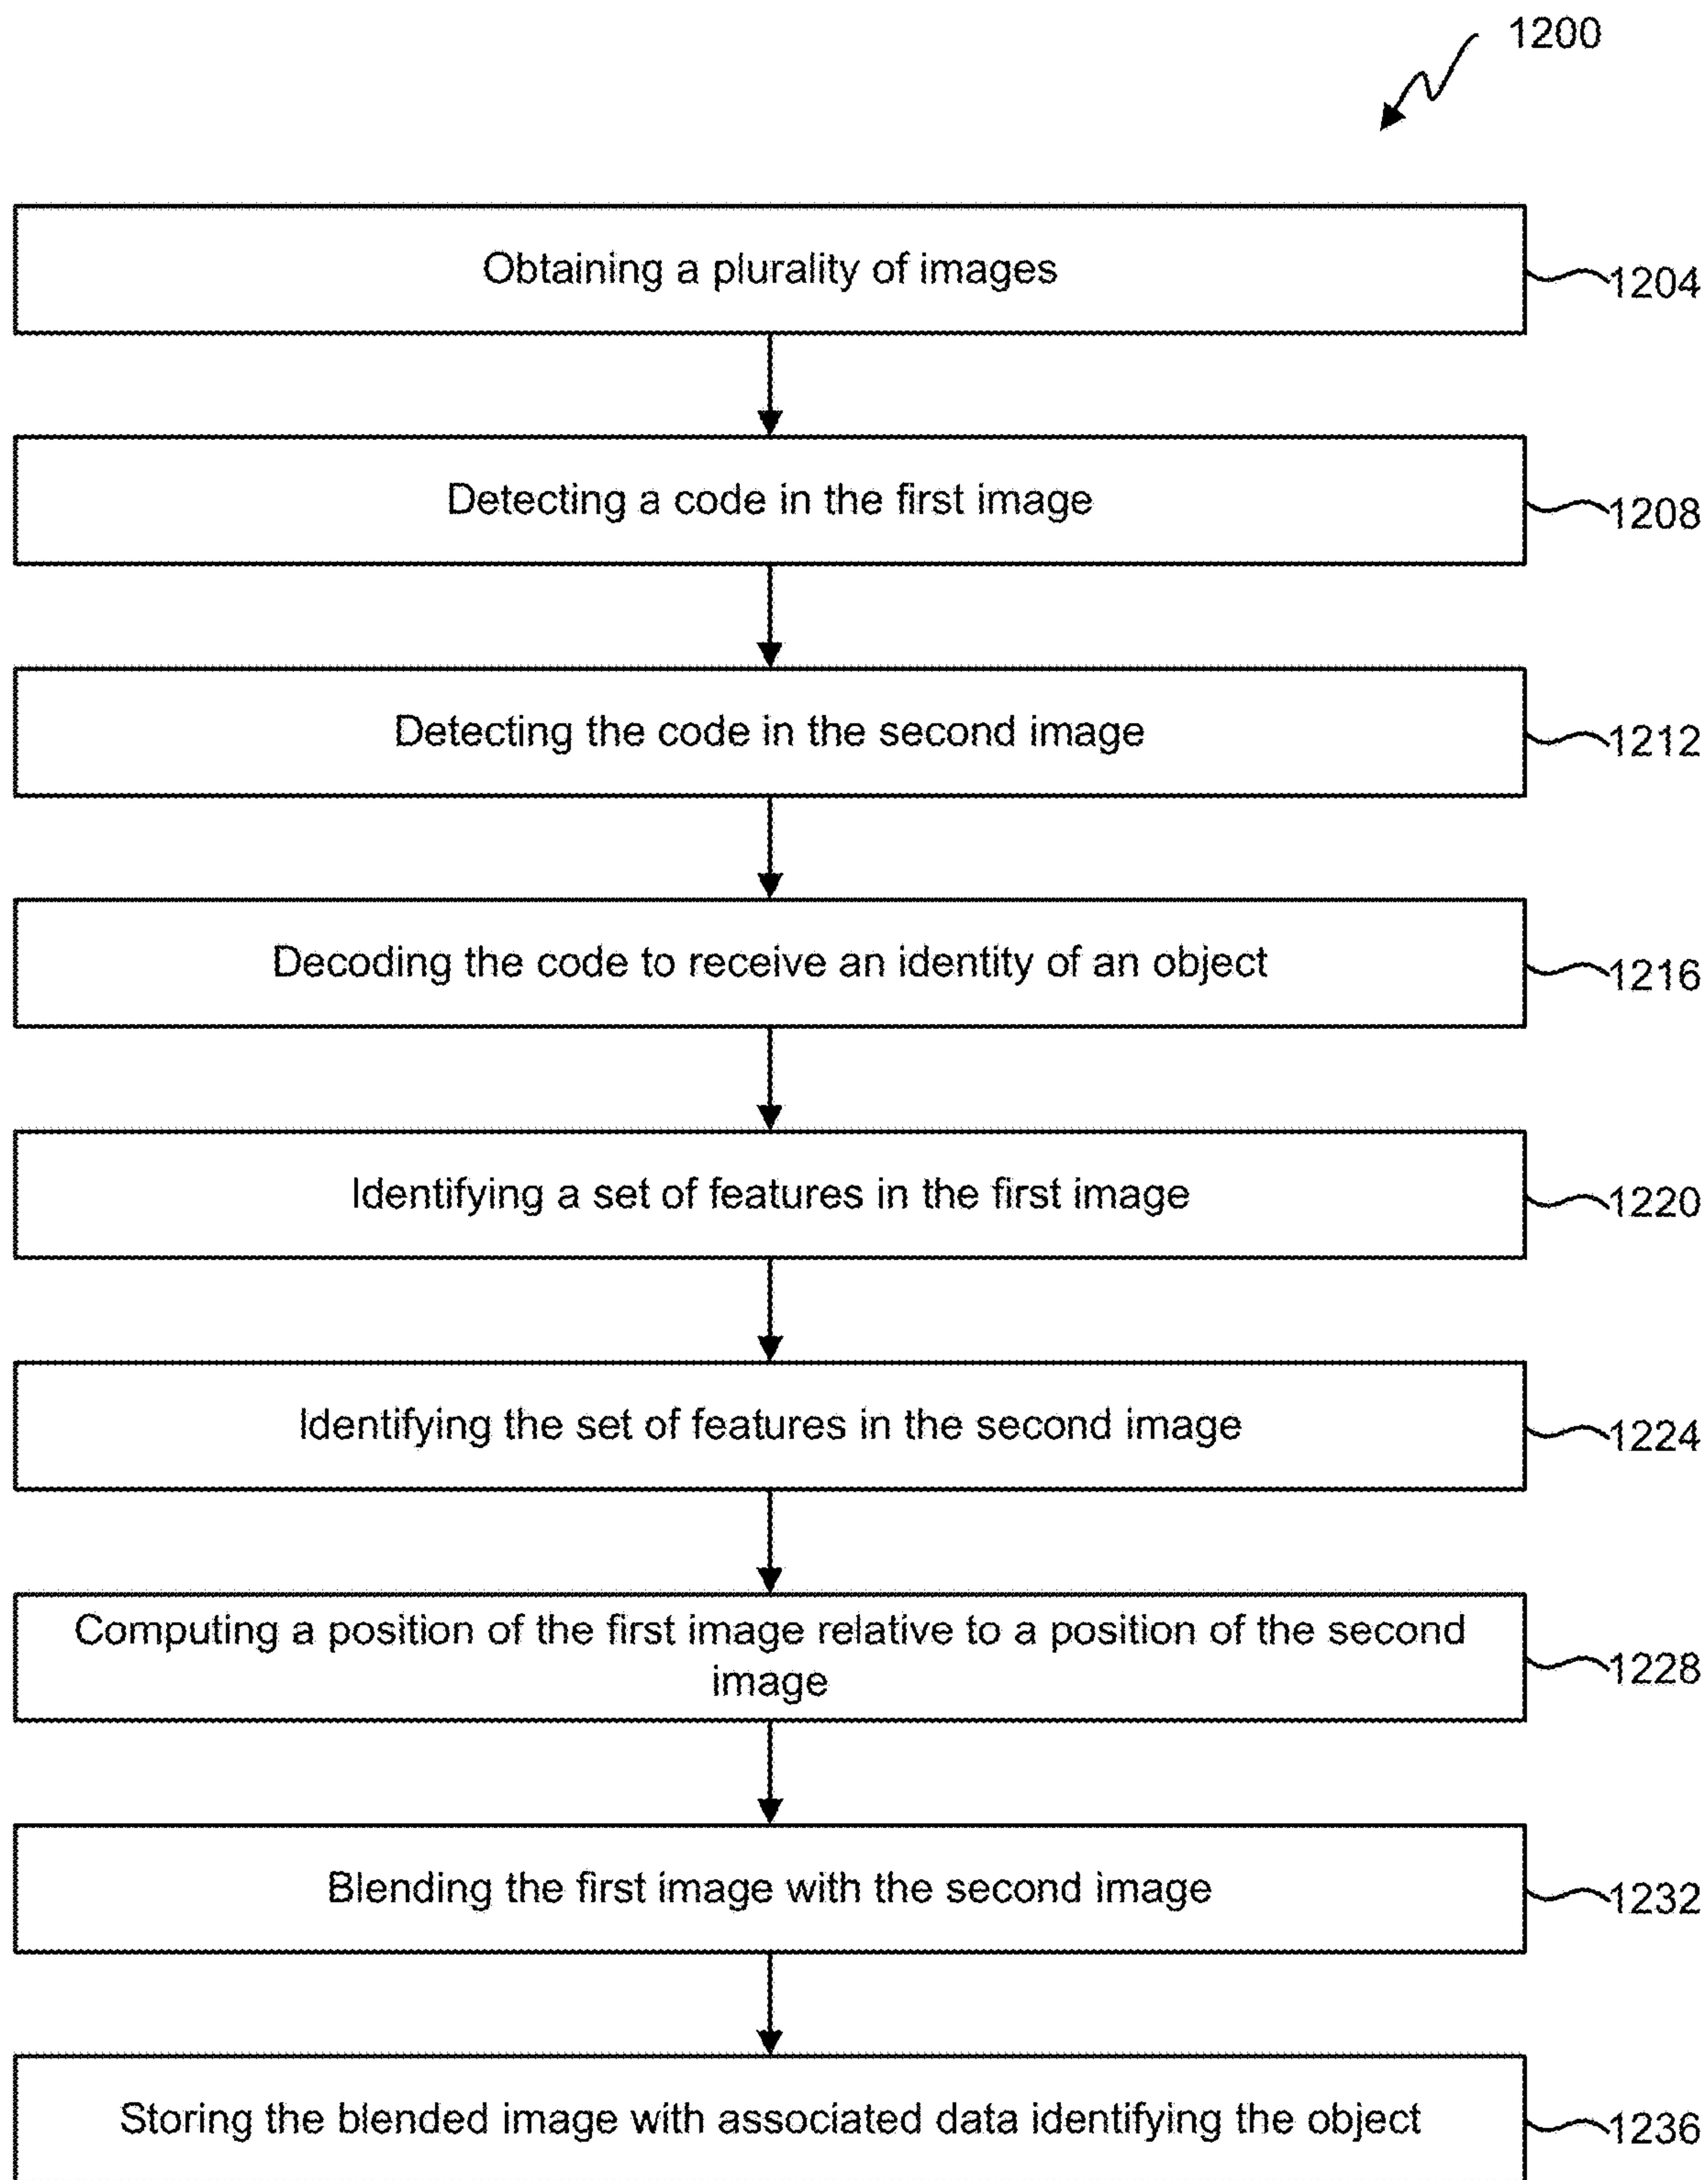 1200
Obtaining a plurality of images
1204
Detecting a code in the first image
1208
Detecting the code in the second image
1212
Decoding the code to receive an identity of an object
1216
Identifying a set of features in the first image
1220
Identifying the set of features in the second image
1224
Computing a position of the first image relative to a position of the second
image
1228
Blending the first image with the second image
1232
Storing the blended image with associated data identifying the object
1236